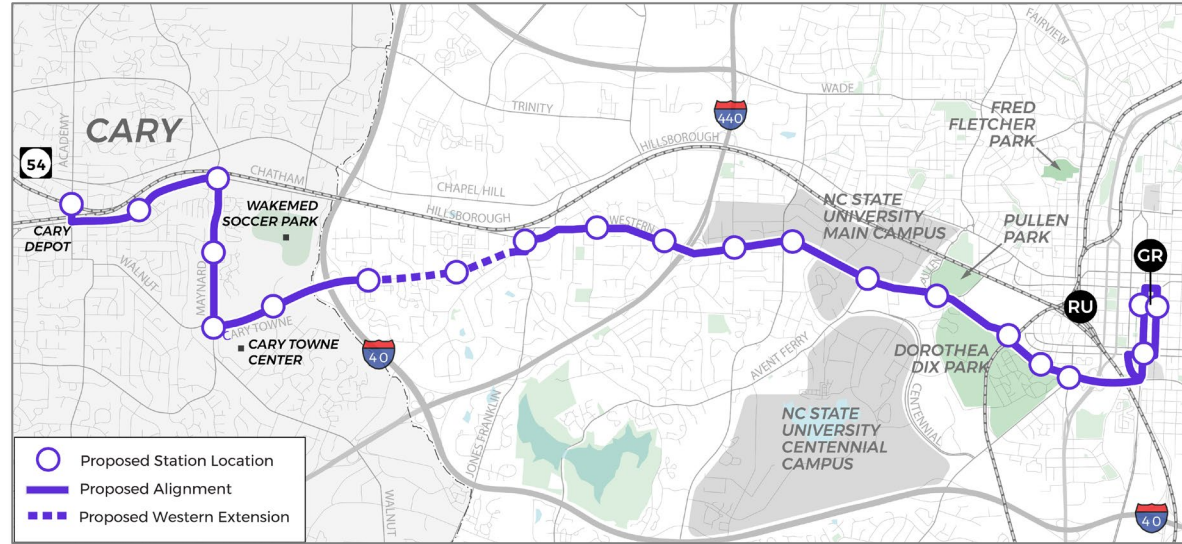 FAIRVIEW
WADE
440
FRED
FLETCHER
PARK
TRINITY
ACADEMY
CARY
HILLSBOROUGH
54
CHATHAM
CHAPEL HILL
NC STATE
UNIVERSITY
MAIN CAMPUS
PULLEN
PARK
WAKEMED
SOCCER PARK
HILLSBOROUGH
WESTERN
CARY
DEPOT
GR
WALNUT
MAYNARD
RU
CARY TOWNE
CARY TOWNE
CENTER
40
DOROTHEA
DIX PARK
AVENT FERRY
JONES FRANKLIN
CENTENNIAL
NC STATE
UNIVERSITY
CENTENNIAL
CAMPUS
WALNUT
40
Proposed Station Location
Proposed Alignment
Proposed Western Extension